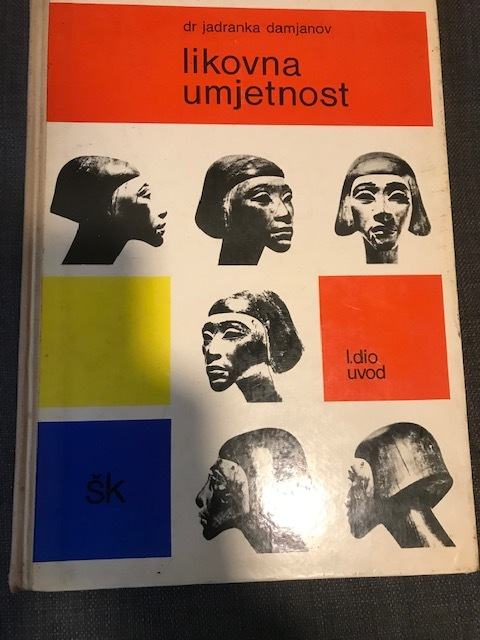 dr jadranka damjanov
likovna
umjetnost
I.dio
uvod
šk